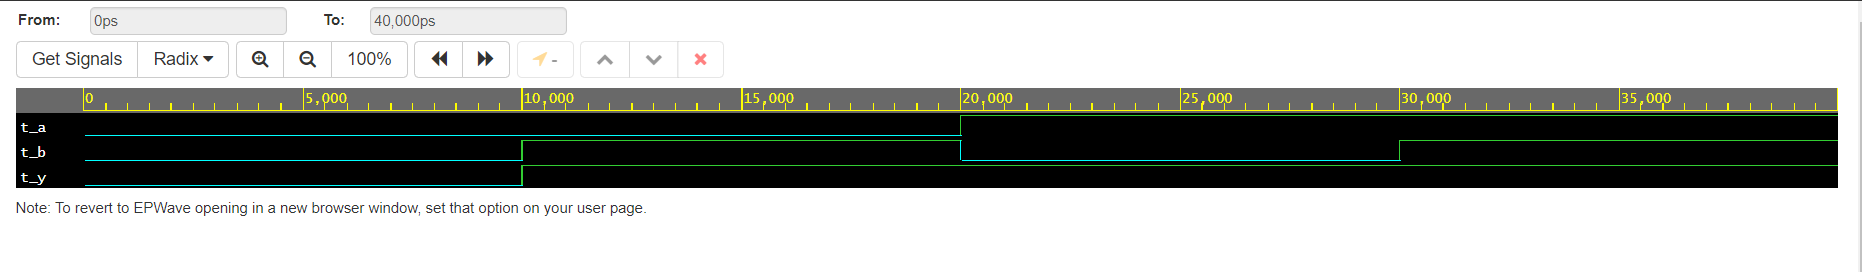 From: 0ps To: 40,000ps
Get Signals Radix 100% -
0 5,000 10,000 15,000 20,000 25,000 30,000 35,000
t_a
t_b
t_y
Note: To revert to EPWave opening in a new browser window, set that option on your user page.